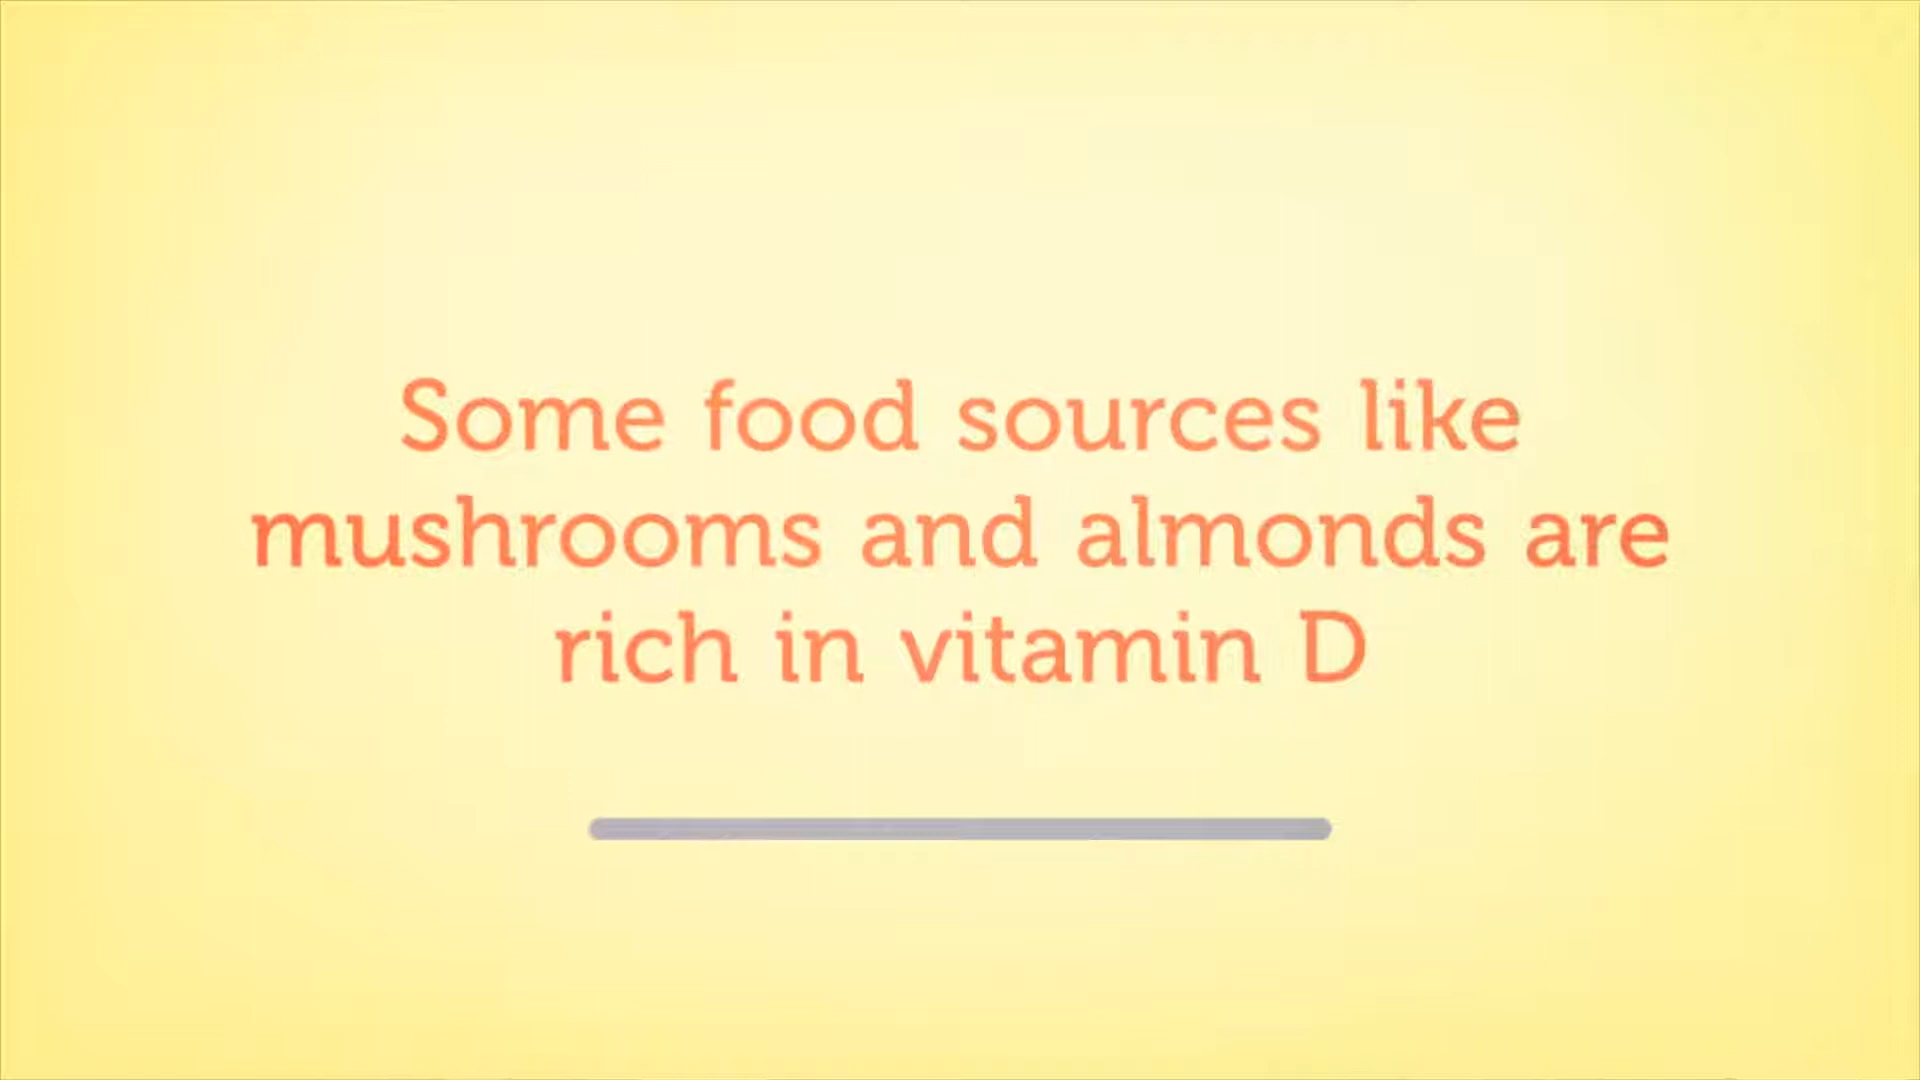 Some food sources like
mushrooms and almonds are
rich in vitamin D